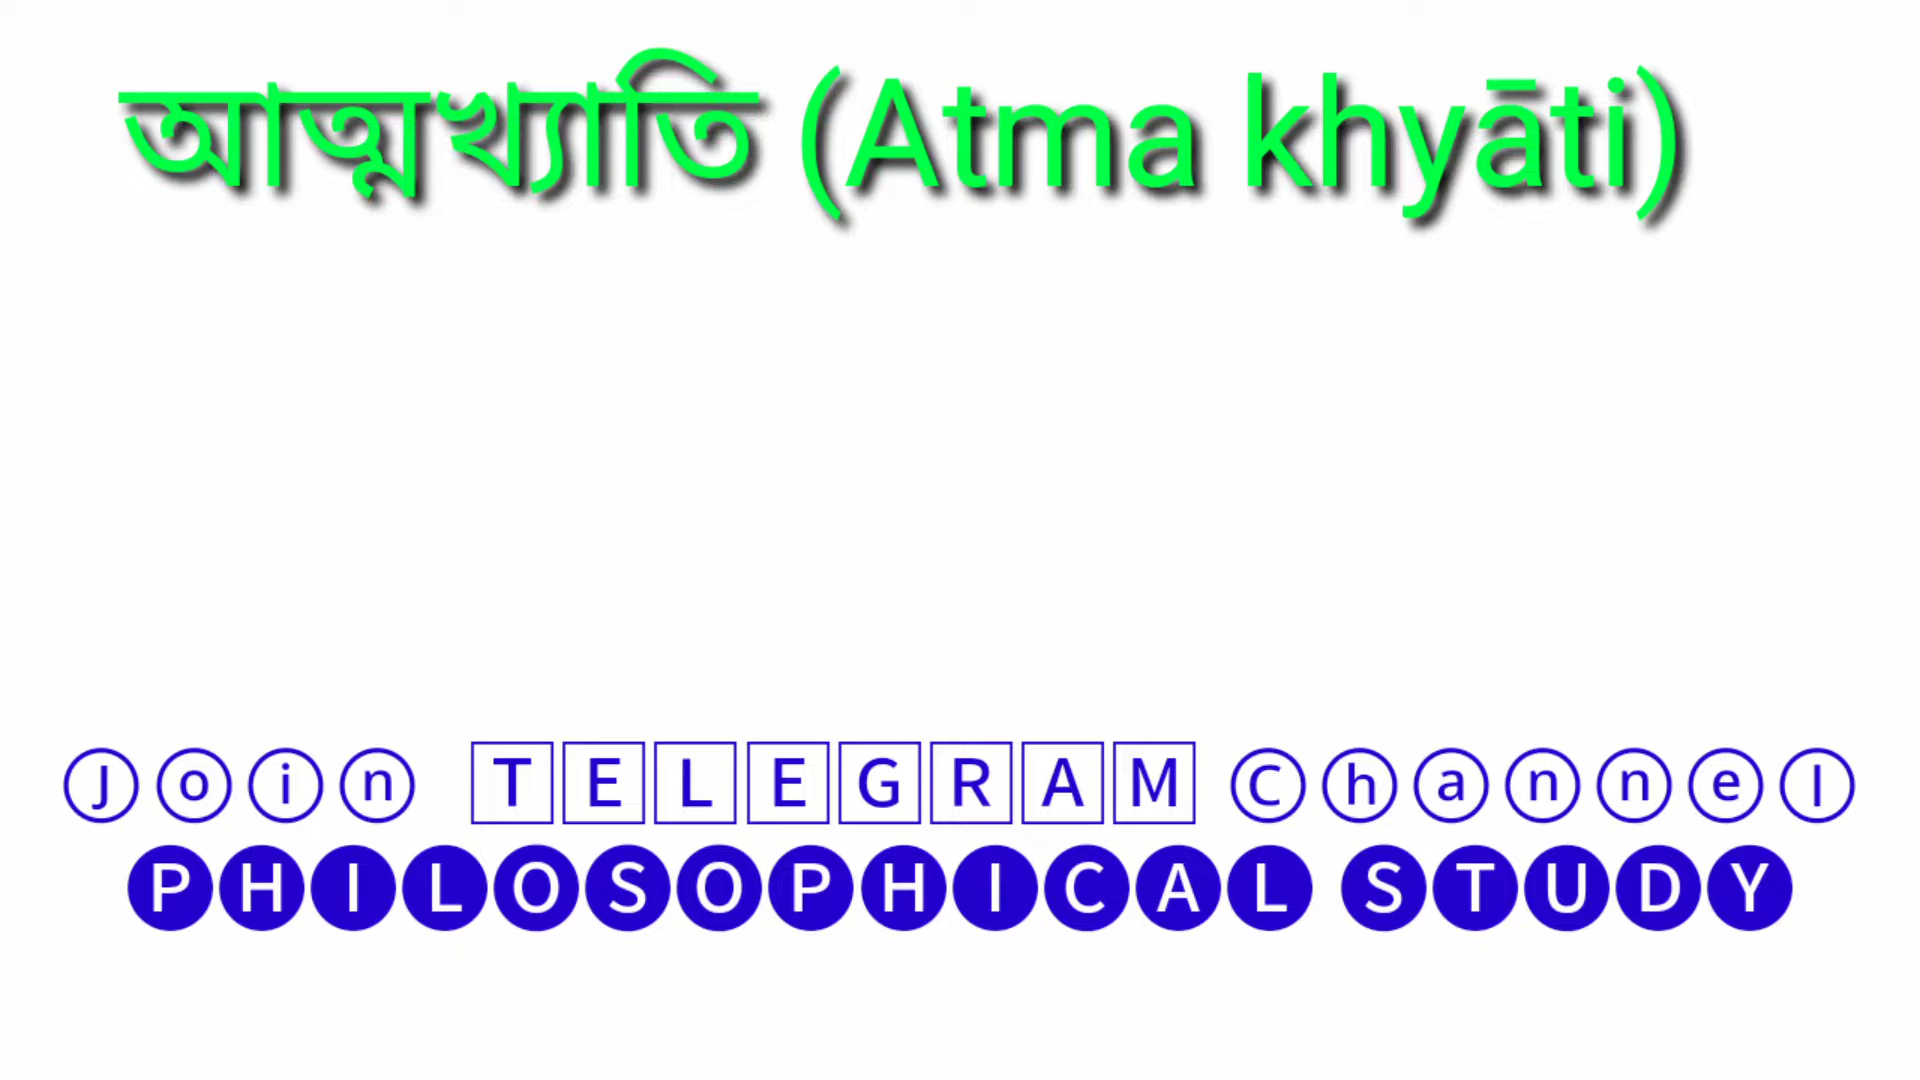 আত্মখ্যাতি (Atma khyāti)
Join TELEGRAM Channel
PHILOSOPHICAL STUDY